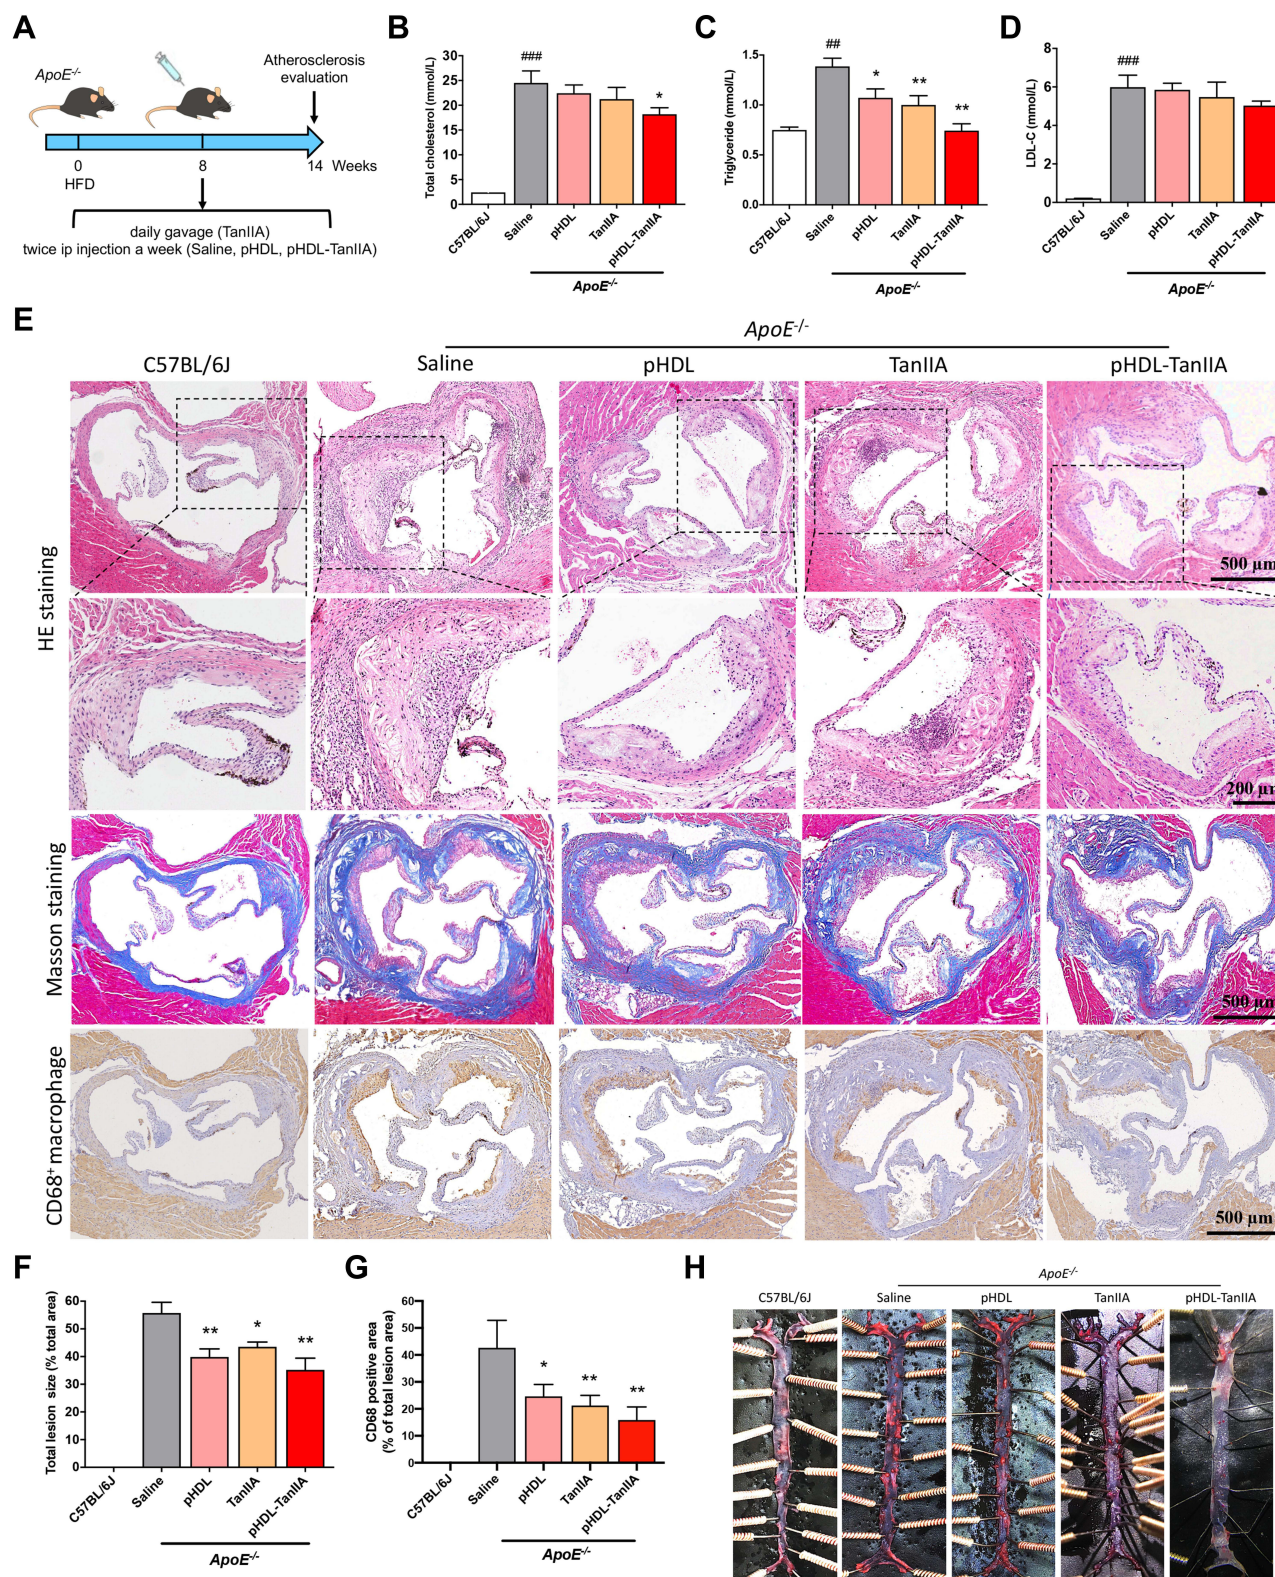 A
ApoE-/-
Atherosclerosis
evaluation
0
8
14 Weeks
HFD
daily gavage (TanIIA)
twice ip injection a week (Saline, pHDL, pHDL-TanIIA)
B
Total cholesterol (mmol/L)
30
25
20
15
10
5
0
###
*
C57BL/6J
Saline
pHDL
TanIIA
pHDL-TanIIA
ApoE-/-
C
Triglyceride (mmol/L)
1.5
1.0
0.5
0.0
##
*
**
**
C57BL/6J
Saline
pHDL
TanIIA
pHDL-TanIIA
ApoE-/-
D
LDL-C (mmol/L)
8
6
4
2
0
###
C57BL/6J
Saline
pHDL
TanIIA
pHDL-TanIIA
ApoE-/-
E
ApoE-/-
C57BL/6J
Saline
pHDL
TanIIA
pHDL-TanIIA
HE staining
500 µm
200 µm
Masson staining
500 µm
CD68+ macrophage
500 µm
F
Total lesion size (% total area)
60
50
40
30
20
10
0
**
*
**
C57BL/6J
Saline
pHDL
TanIIA
pHDL-TanIIA
ApoE-/-
G
CD68 positive area
(% of total lesion area)
60
50
40
30
20
10
0
*
**
**
C57BL/6J
Saline
pHDL
TanIIA
pHDL-TanIIA
ApoE-/-
H
ApoE-/-
C57BL/6J
Saline
pHDL
TanIIA
pHDL-TanIIA